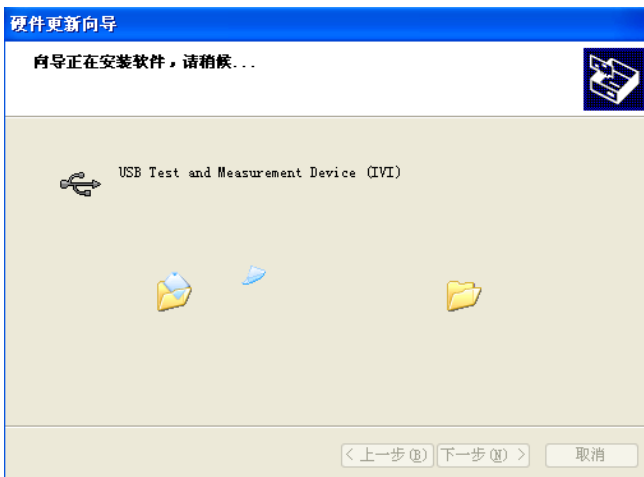 硬件更新向导
向导正在安装软件，请稍候...
USB Test and Measurement Device (IVI)
< 上一步(B) 下一步(N) > 取消